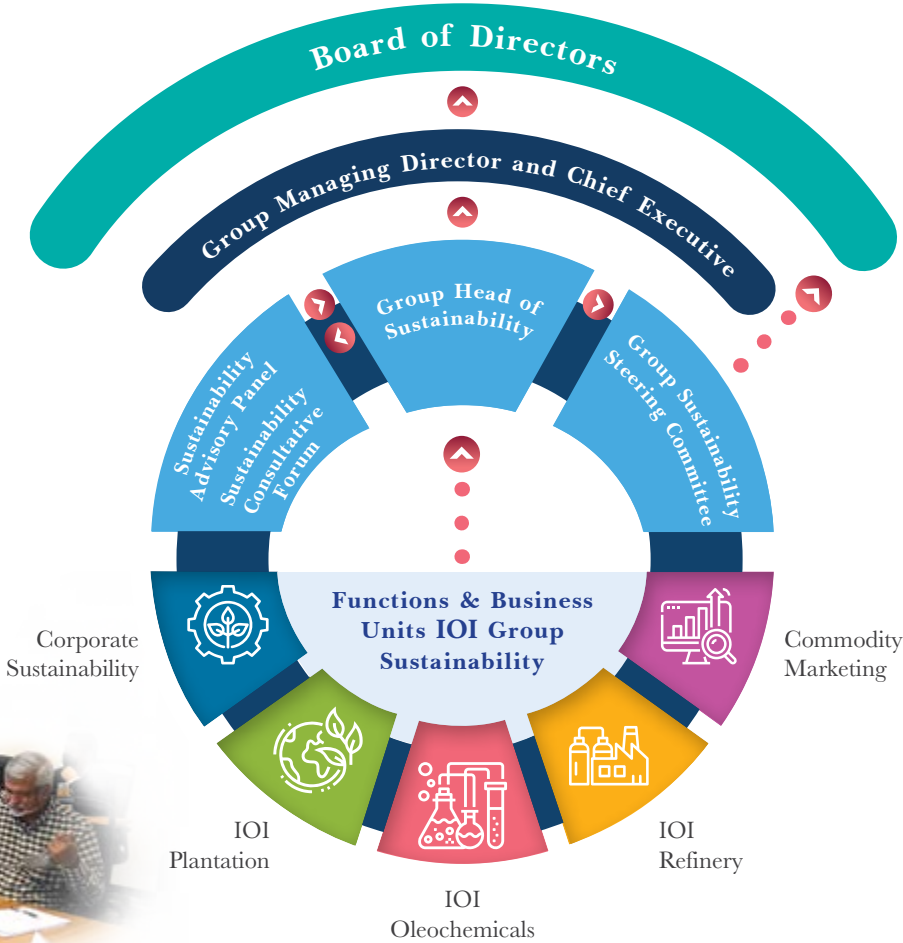 Board of Directors
Group Managing Director and Chief Executive
Group Head of
Sustainability
Sustainability
Advisory Panel
Sustainability
Consultative
Forum
Group Sustainability
Steering Committee
Functions & Business
Units IOI Group
Sustainability
Corporate
Sustainability
Commodity
Marketing
IOI
Plantation
IOI
Refinery
IOI
Oleochemicals